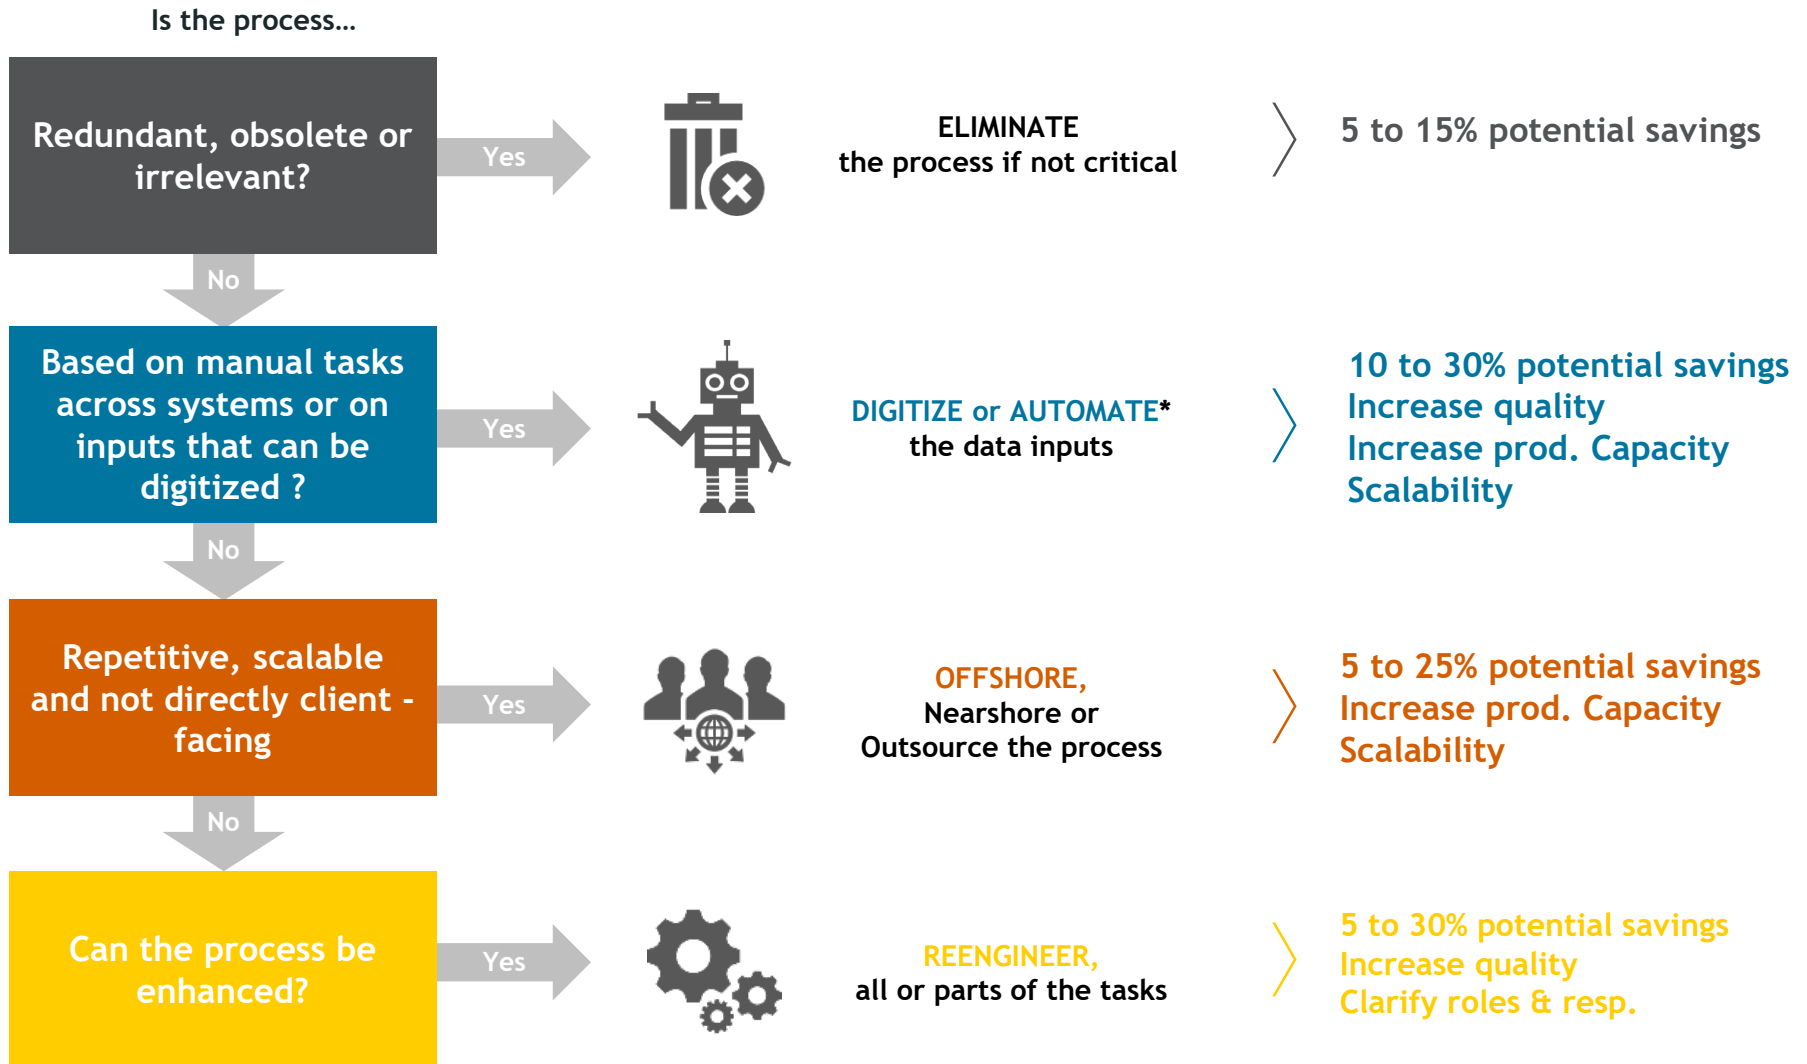 Is the process…
Redundant, obsolete or
irrelevant?
Yes
ELIMINATE
the process if not critical
5 to 15% potential savings
No
Based on manual tasks
across systems or on
inputs that can be
digitized ?
Yes
DIGITIZE or AUTOMATE*
the data inputs
10 to 30% potential savings
Increase quality
Increase prod. Capacity
Scalability
No
Repetitive, scalable
and not directly client -
facing
Yes
OFFSHORE,
Nearshore or
Outsource the process
5 to 25% potential savings
Increase prod. Capacity
Scalability
No
Can the process be
enhanced?
Yes
REENGINEER,
all or parts of the tasks
5 to 30% potential savings
Increase quality
Clarify roles & resp.